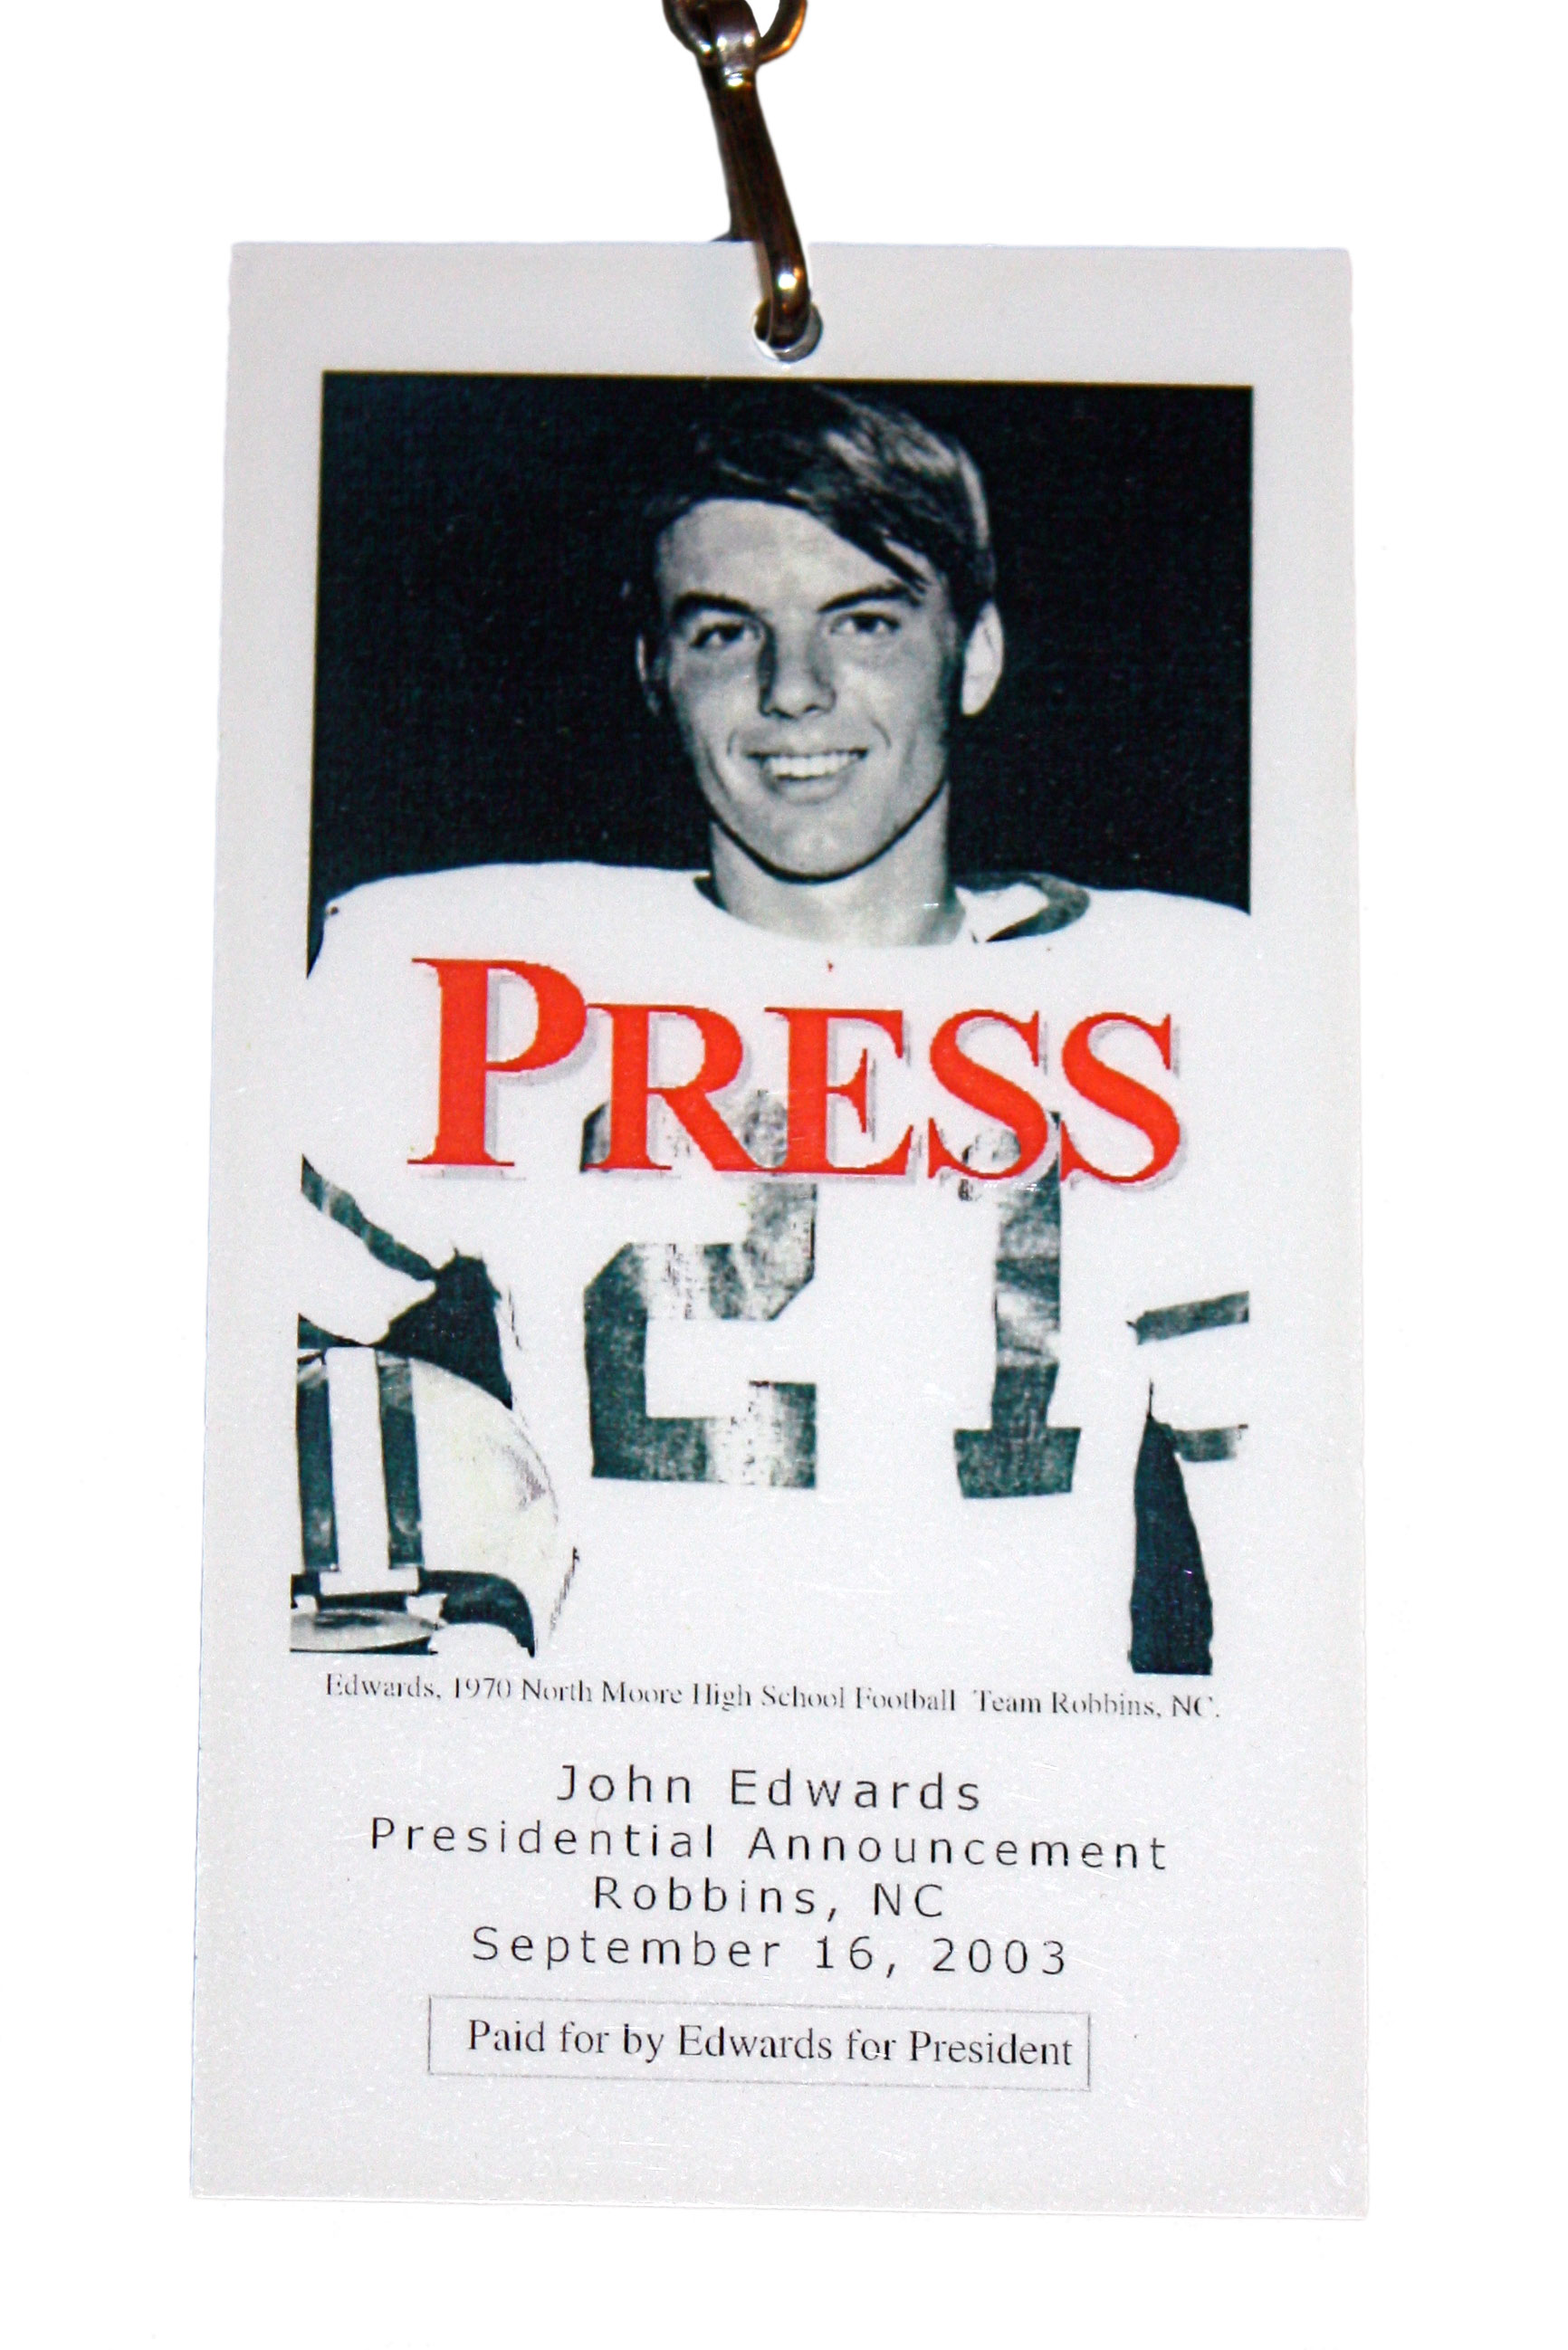 PRESS
21
Edwards, 1970 North Moore High School Football Team Robbins, NC.
John Edwards
Presidential Announcement
Robbins, NC
September 16, 2003
Paid for by Edwards for President